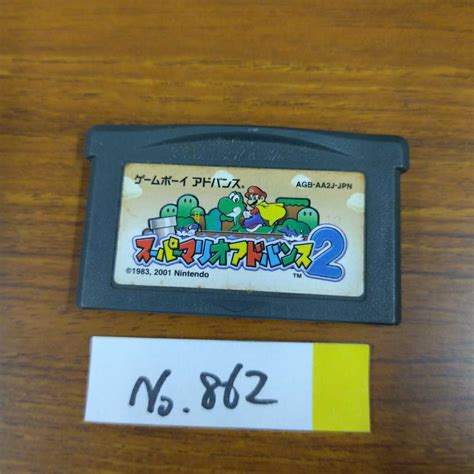 ゲームボーイ アドバンス
AGB-AA2J-JPN
スーパーマリオアドバンス2
TM
©1983, 2001 Nintendo
No. 862